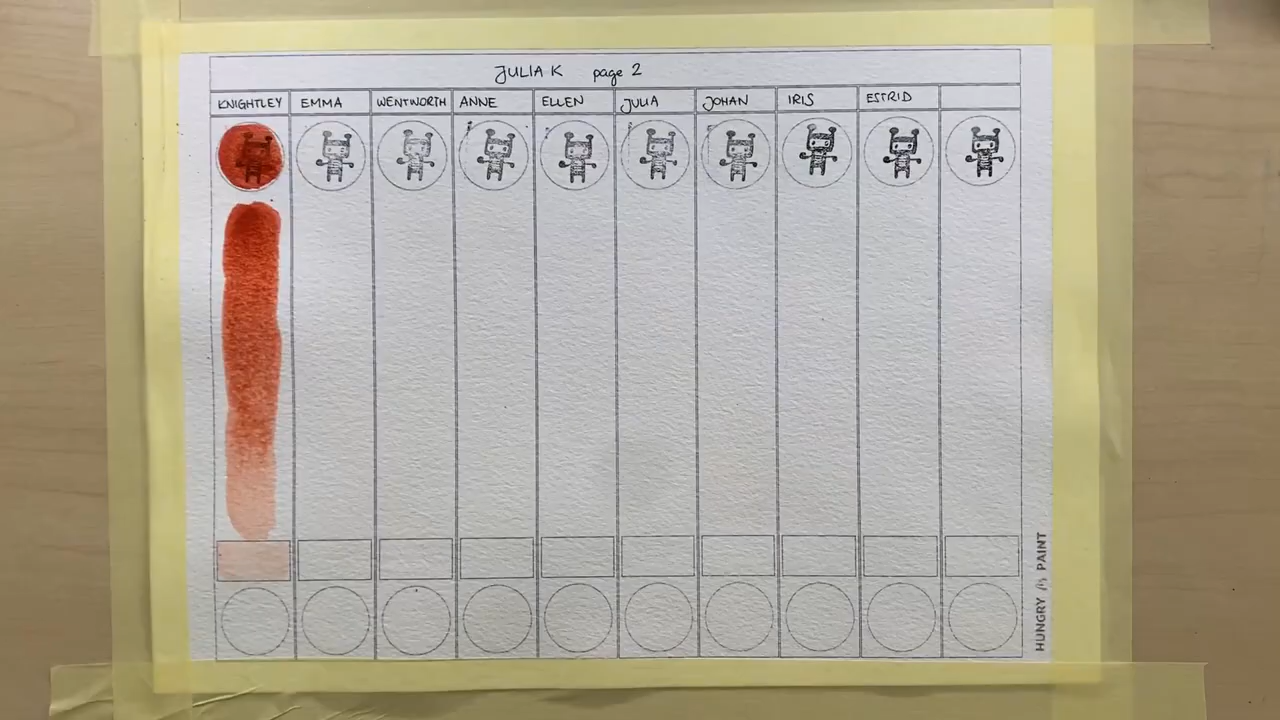 JULIA K page 2
KNIGHTLEY EMMA WENTWORTH ANNE ELLEN JULIA JOHAN IRIS ESTRID
HUNGRY PAINT